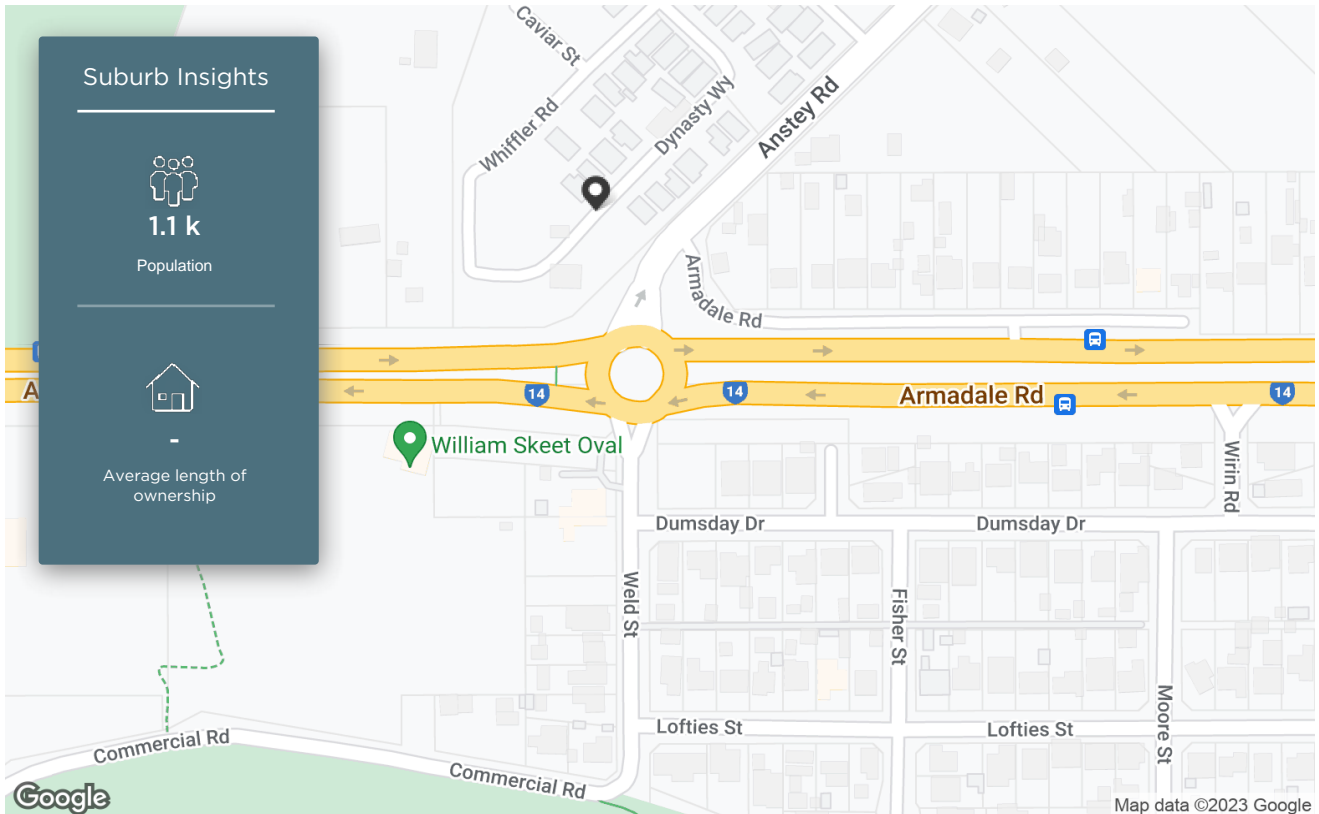 Suburb Insights
1.1 k
Population
-
Average length of
ownership
Caviar St
Whiffler Rd
Dynasty Wy
Anstey Rd
Armadale Rd
A
14
14
Armadale Rd
14
William Skeet Oval
Wirin Rd
Dumsday Dr
Dumsday Dr
Weld St
Fisher St
Moore St
Lofties St
Lofties St
Commercial Rd
Commercial Rd
Google
Map data ©2023 Google